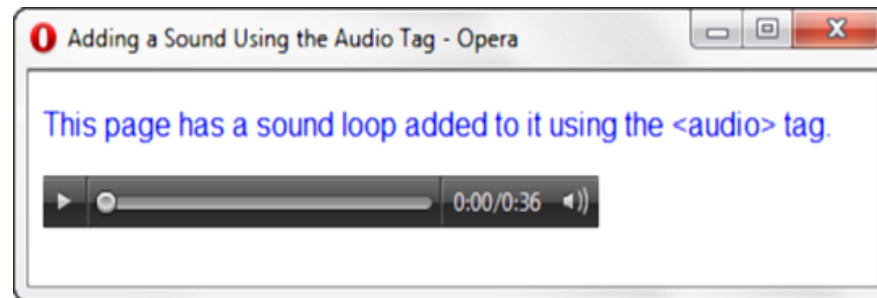 Adding a Sound Using the Audio Tag - Opera
This page has a sound loop added to it using the <audio> tag.
0:00/0:36